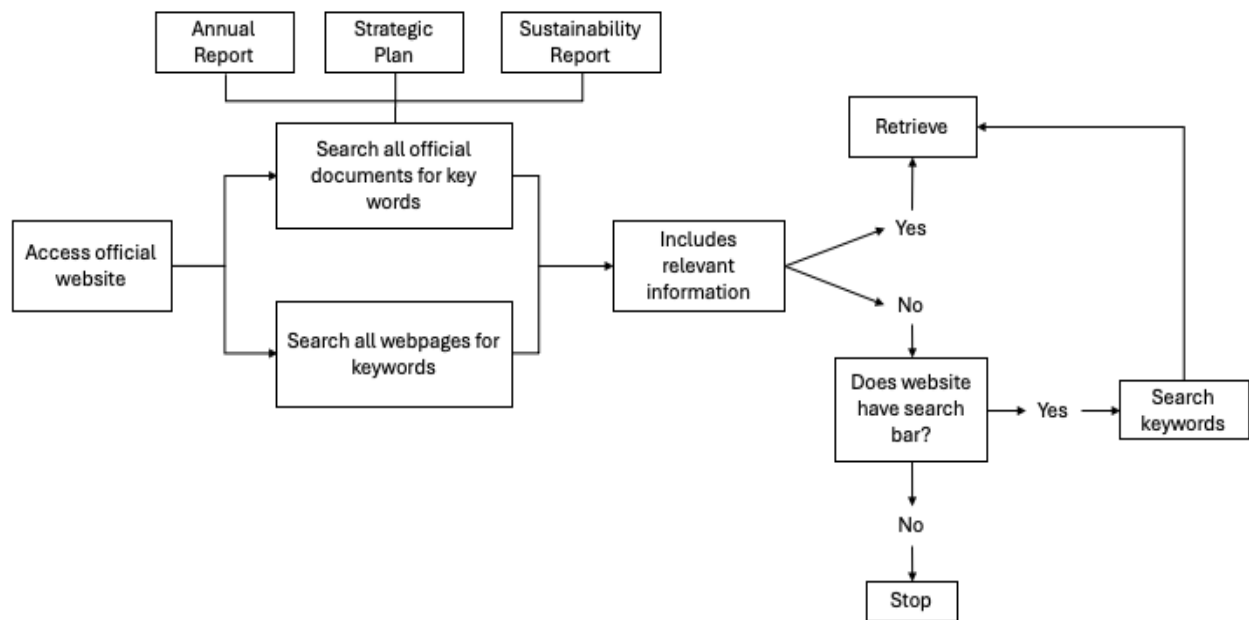 Annual
Report
Strategic
Plan
Sustainability
Report
Search all official
documents for key
words
Access official
website
Search all webpages for
keywords
Includes
relevant
information
Retrieve
Yes
No
Does website
have search
bar?
Yes
Search
keywords
No
Stop